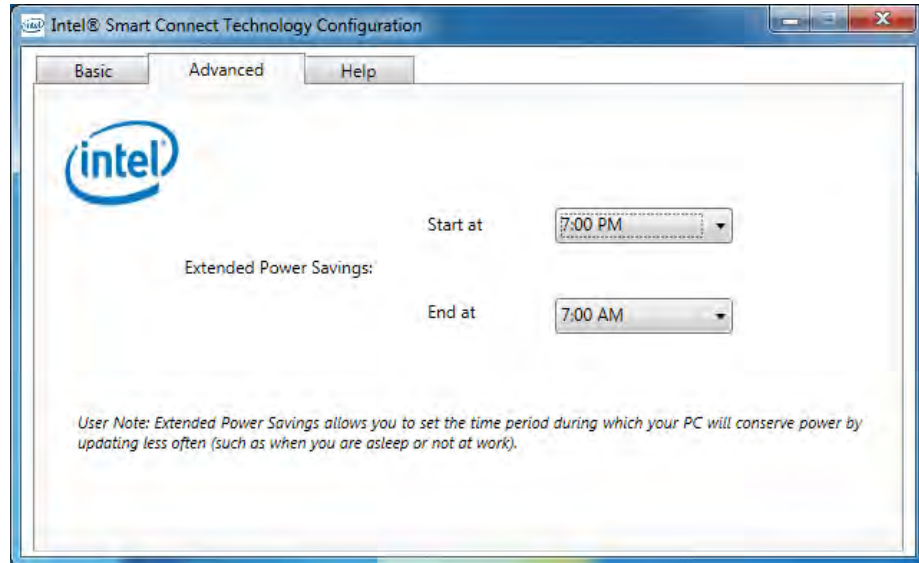 Intel® Smart Connect Technology Configuration
Basic Advanced Help
intel
Start at 7:00 PM
Extended Power Savings:
End at 7:00 AM
User Note: Extended Power Savings allows you to set the time period during which your PC will conserve power by
updating less often (such as when you are asleep or not at work).